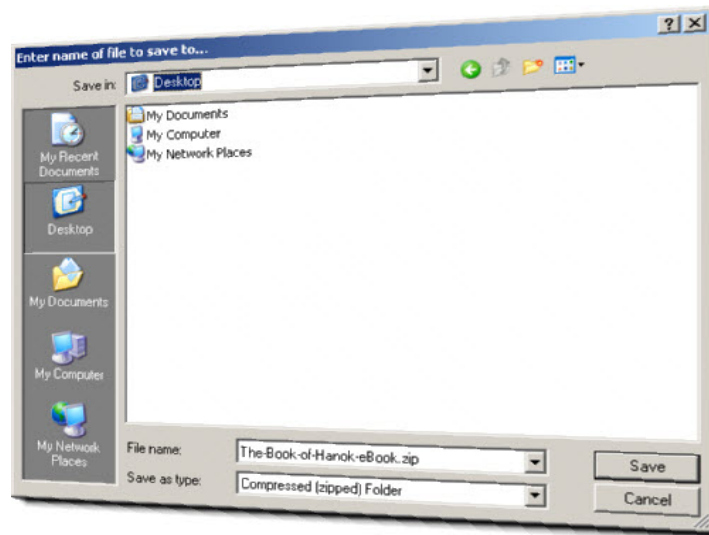 Enter name of file to save to...
Save in:
Desktop
My Documents
My Computer
My Network Places
My Recent
Documents
Desktop
My Documents
My Computer
My Network
Places
File name:
The-Book-of-Hanok-eBook.zip
Save
Save as type:
Compressed (zipped) Folder
Cancel